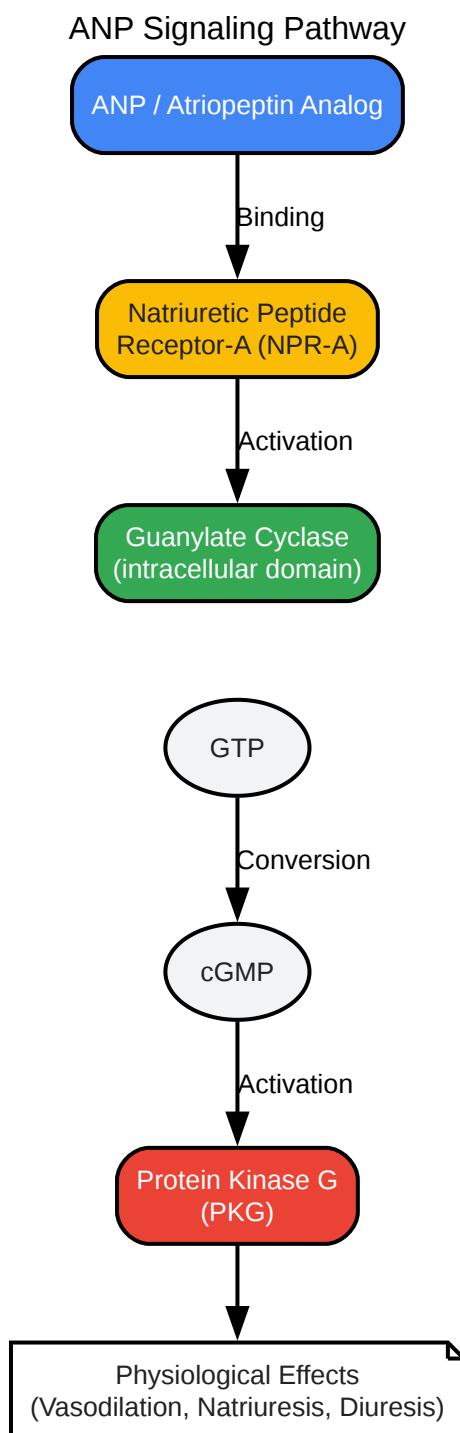 ANP Signaling Pathway
ANP / Atriopeptin Analog
Binding
Natriuretic Peptide
Receptor-A (NPR-A)
Activation
Guanylate Cyclase
(intracellular domain)
GTP
Conversion
cGMP
Activation
Protein Kinase G
(PKG)
Physiological Effects
(Vasodilation, Natriuresis, Diuresis)